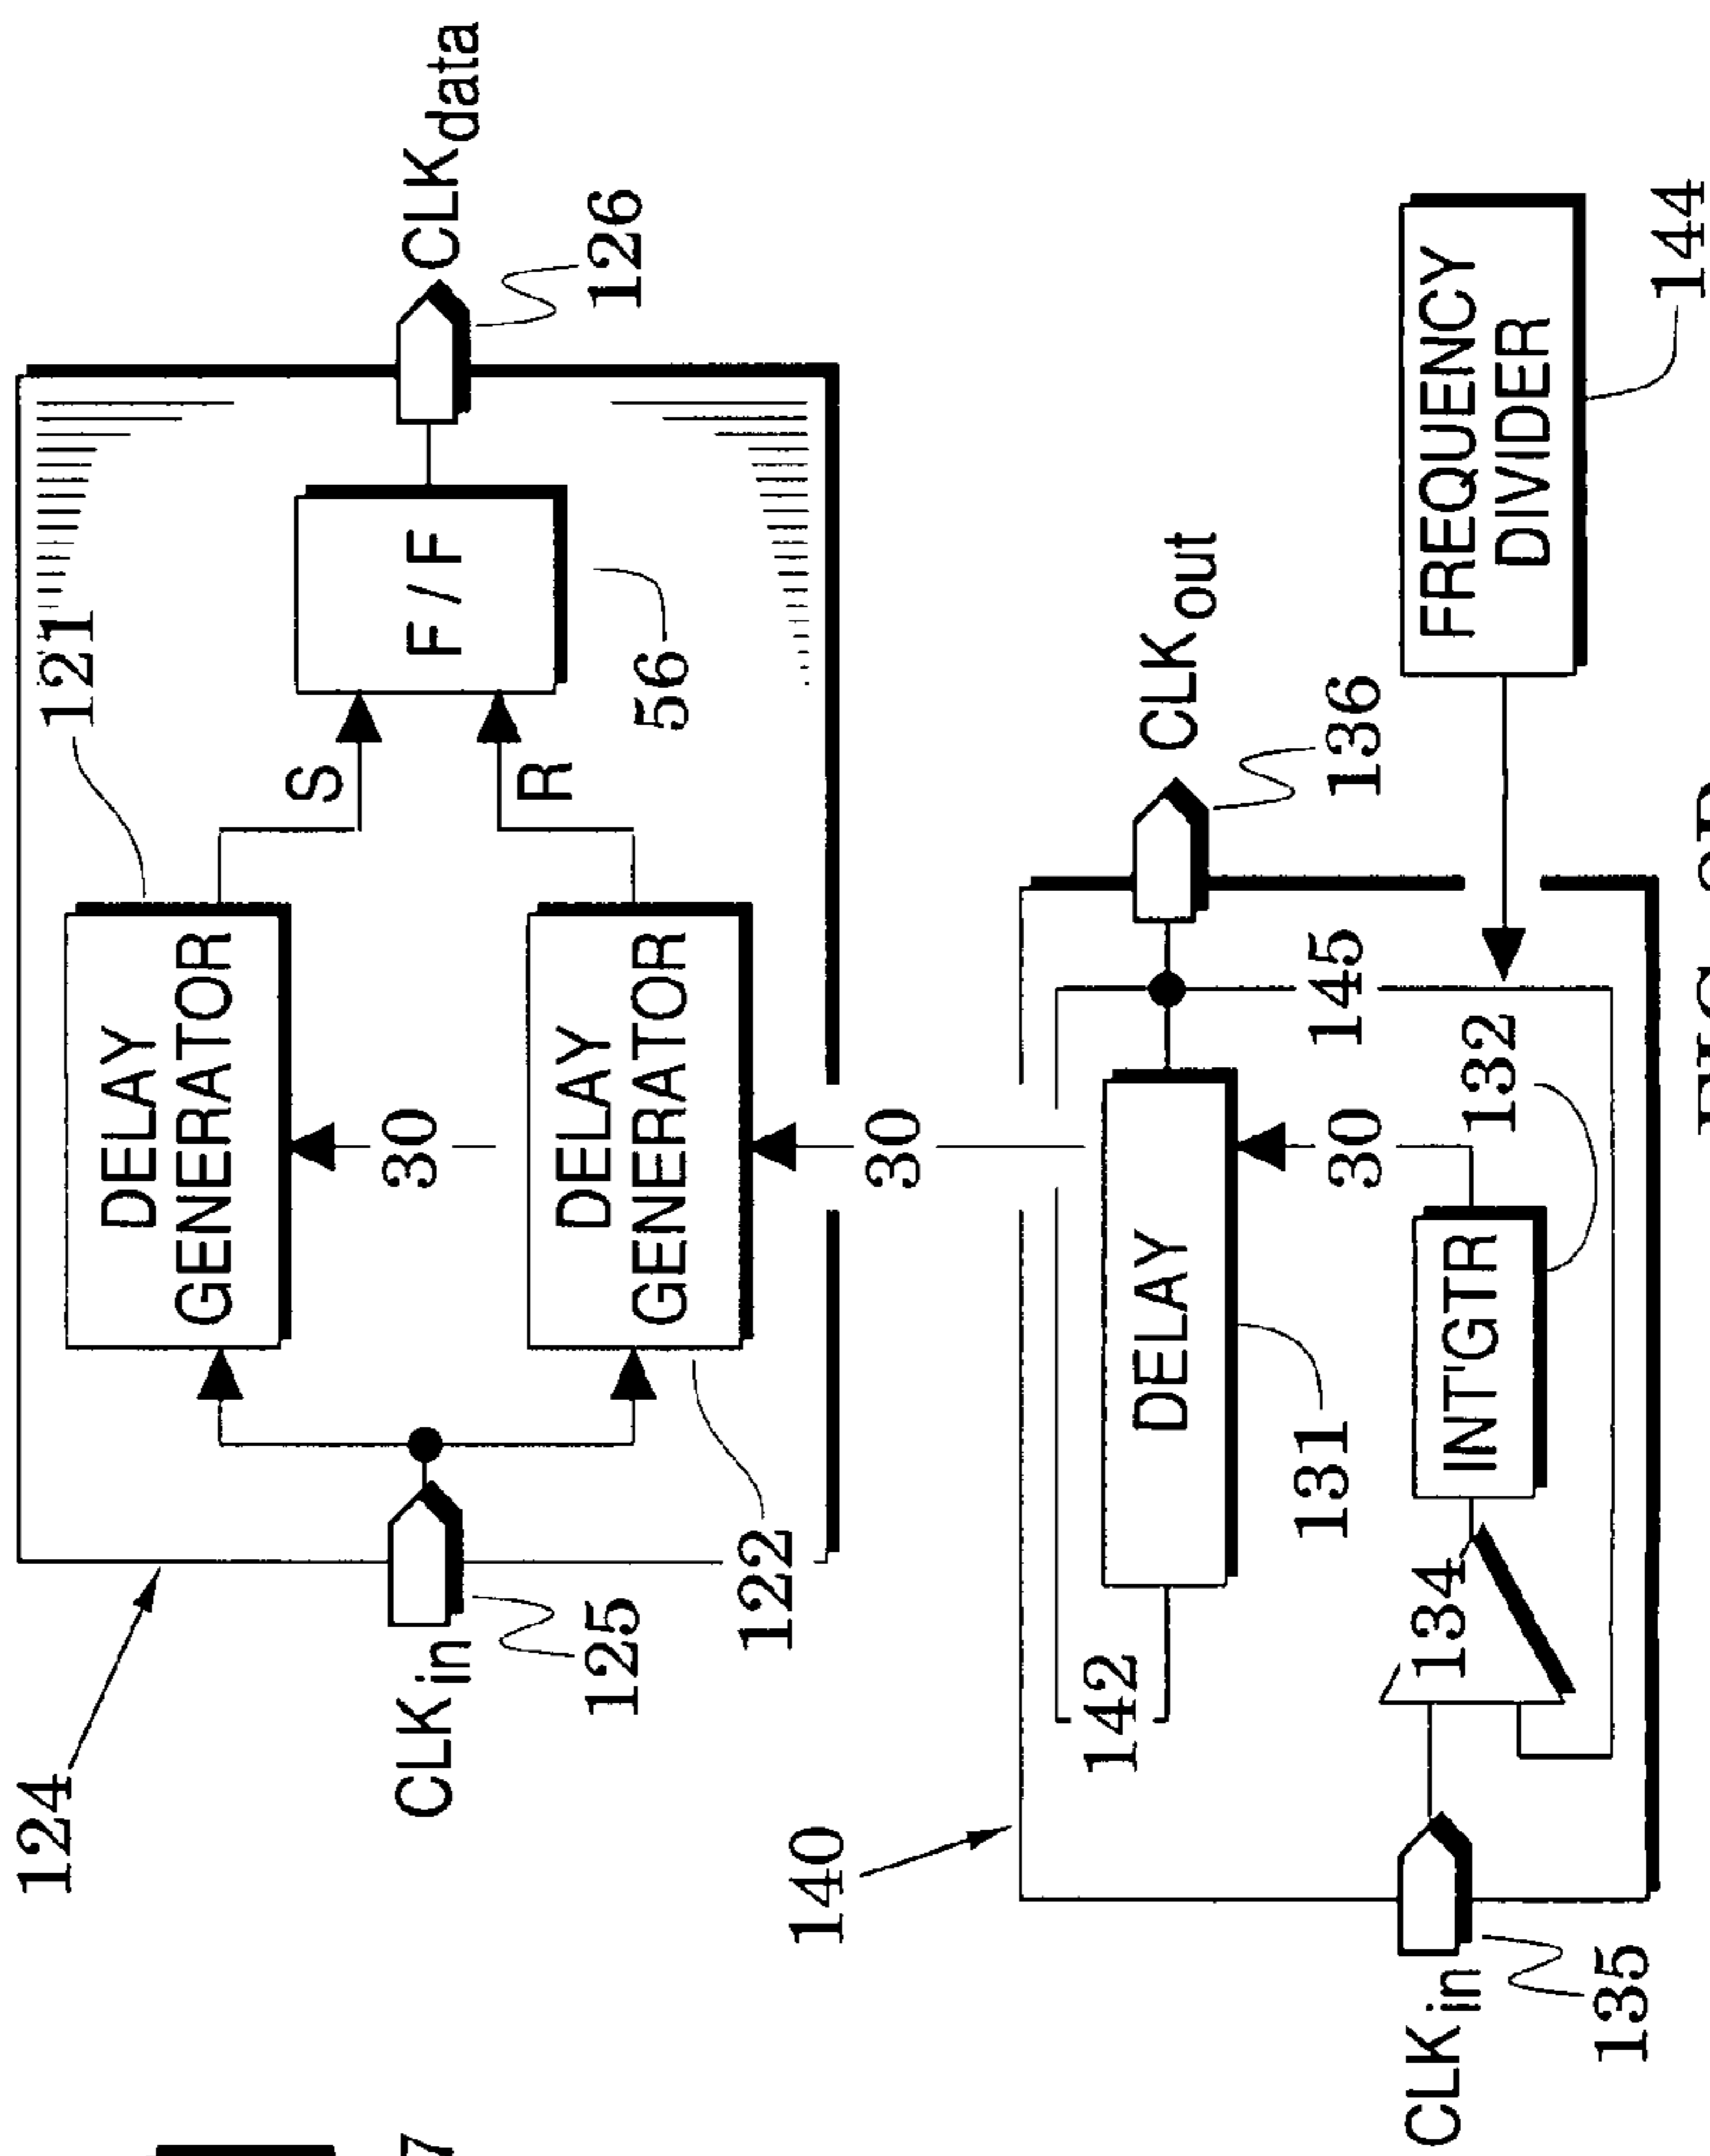 124
121
DELAY
GENERATOR
S
30
CLKin
125
F / F
CLKdata
126
R
56
DELAY
GENERATOR
122
30
140
142
DELAY
131
CLKout
136
145
30
134
INT'GTR
132
CLKin
135
FREQUENCY
DIVIDER
144
7